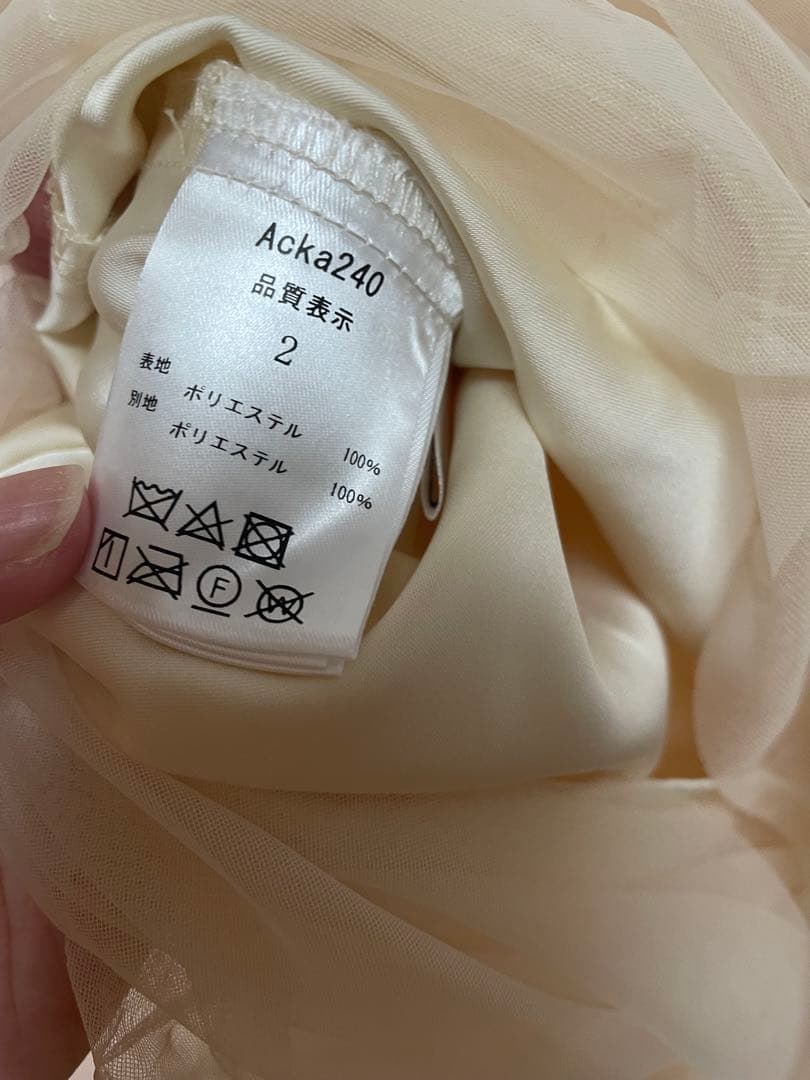 Acka240
品質表示
2
表地 ポリエステル 100%
別地 ポリエステル 100%
F
W